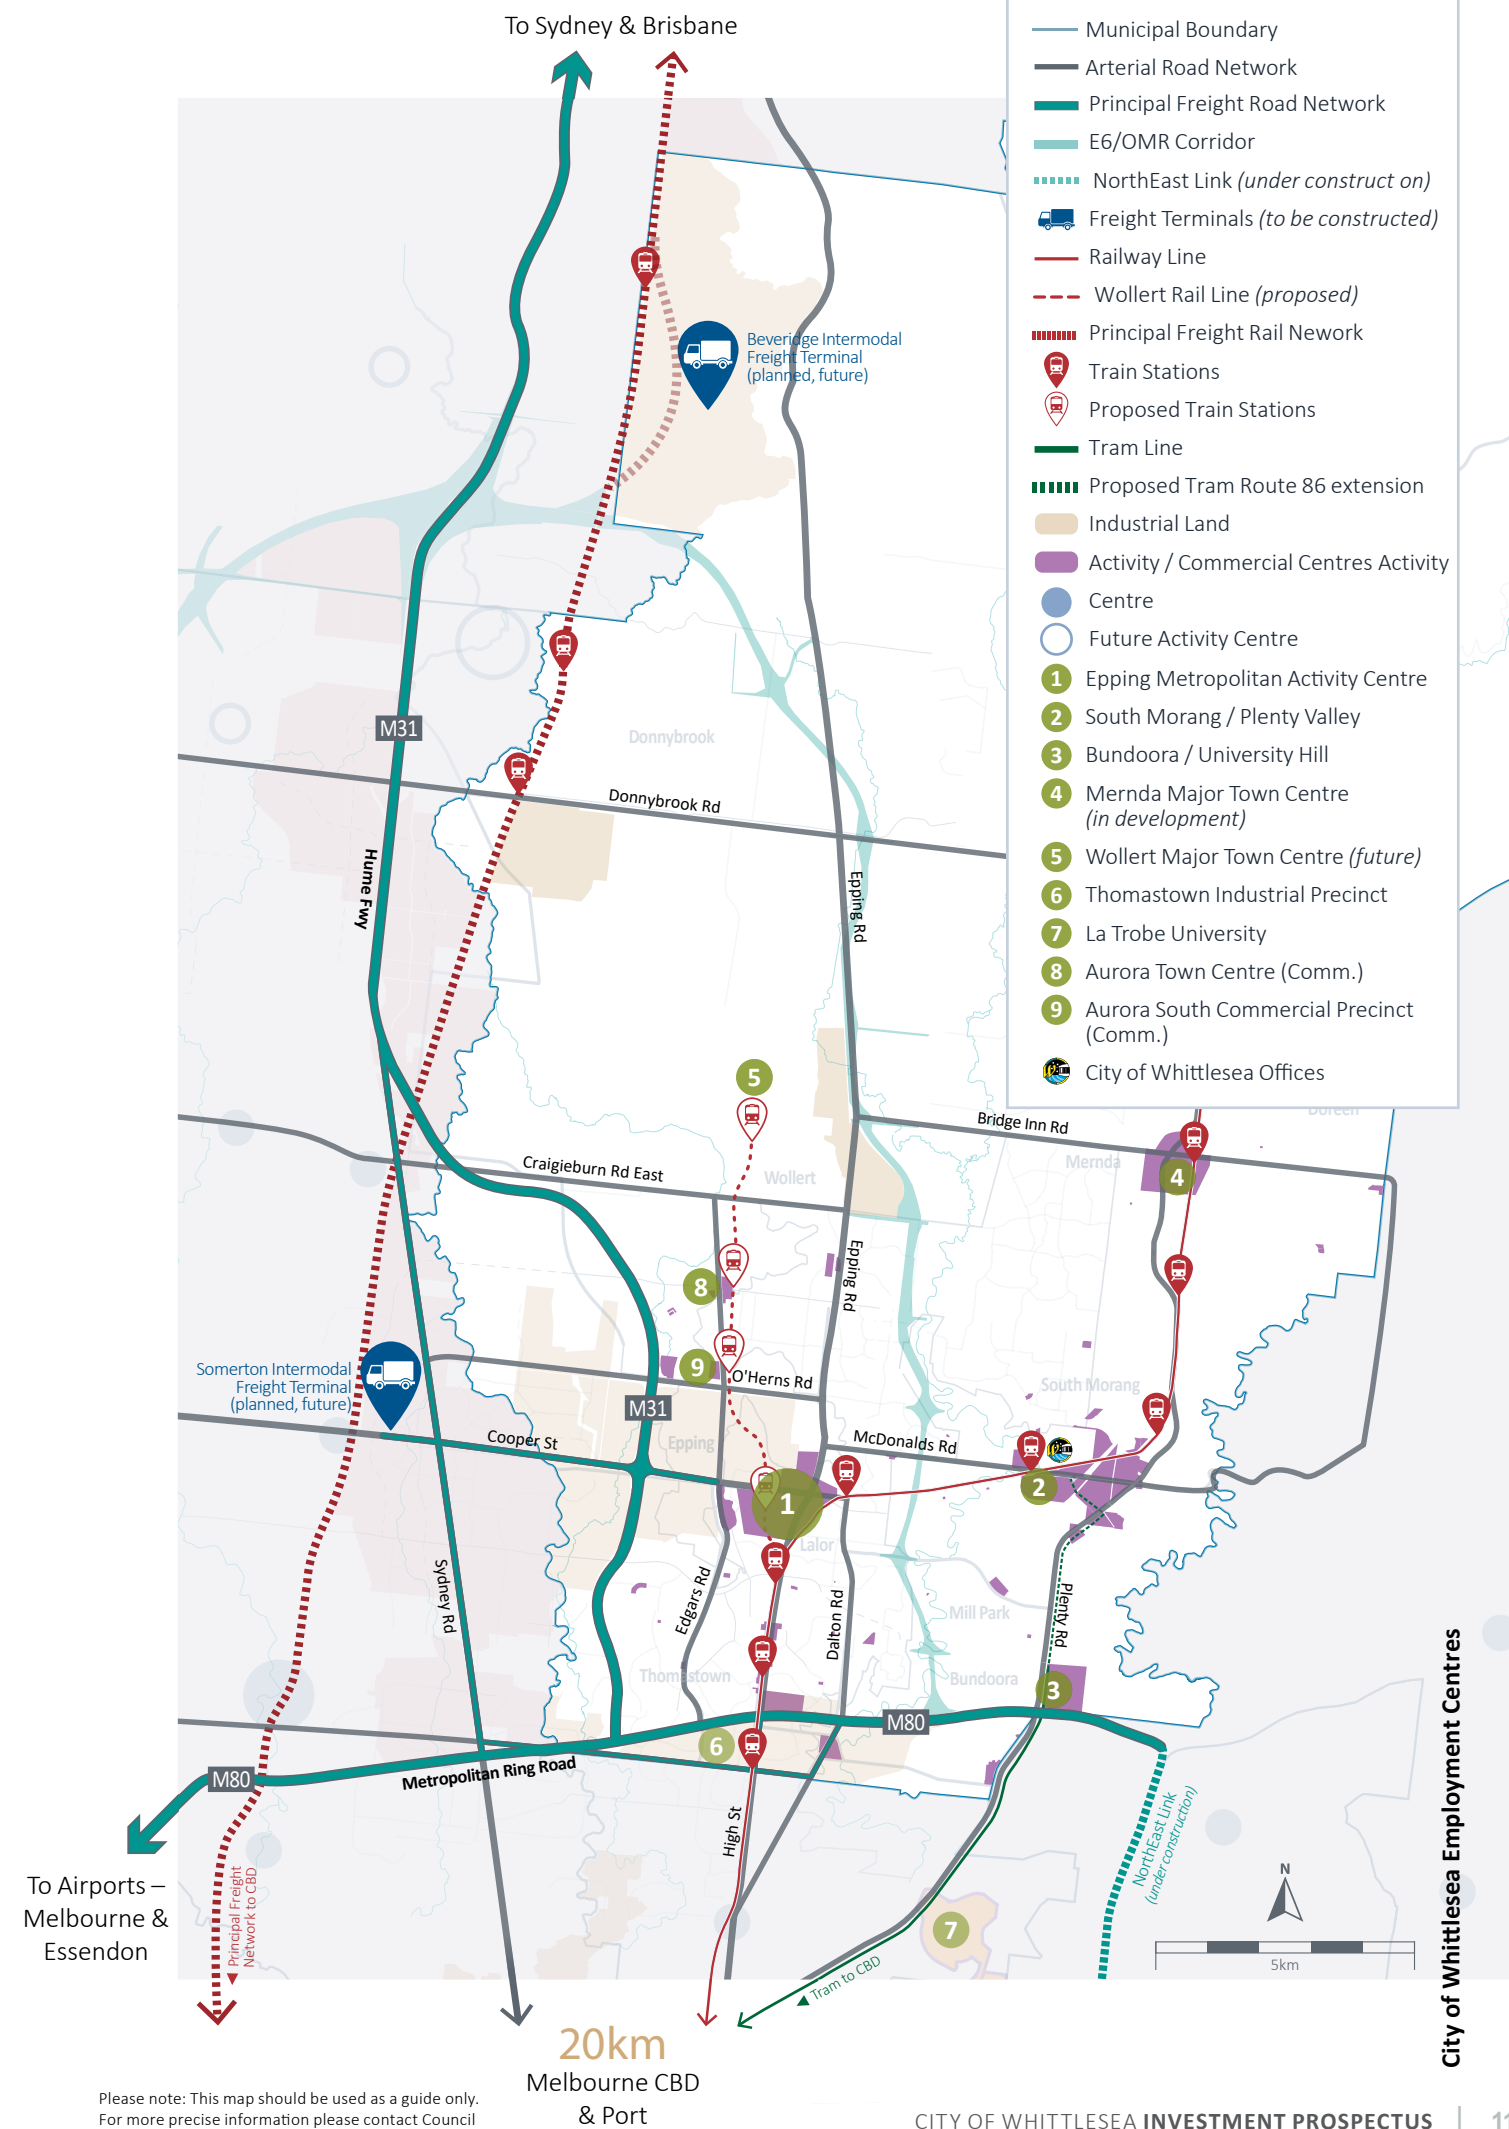 To Sydney & Brisbane
Municipal Boundary
Arterial Road Network
Principal Freight Road Network
E6/OMR Corridor
NorthEast Link (under construct on)
Freight Terminals (to be constructed)
Railway Line
Wollert Rail Line (proposed)
Principal Freight Rail Nework
Train Stations
Proposed Train Stations
Tram Line
Proposed Tram Route 86 extension
Industrial Land
Activity / Commercial Centres Activity
Centre
Future Activity Centre
1 Epping Metropolitan Activity Centre
2 South Morang / Plenty Valley
3 Bundoora / University Hill
4 Mernda Major Town Centre
(in development)
5 Wollert Major Town Centre (future)
6 Thomastown Industrial Precinct
7 La Trobe University
8 Aurora Town Centre (Comm.)
9 Aurora South Commercial Precinct
(Comm.)
City of Whittlesea Offices
Beveridge Intermodal
Freight Terminal
(planned, future)
M31
Donnybrook
Donnybrook Rd
Hume Fwy
Epping Rd
5
Doreen
Bridge Inn Rd
Mernda
4
Craigieburn Rd East
Wollert
Epping Rd
8
Somerton Intermodal
Freight Terminal
(planned, future)
9
O'Herns Rd
South Morang
M31
Cooper St
Epping
McDonalds Rd
1
2
Lalor
Sydney Rd
Edgars Rd
Dalton Rd
Mill Park
Plenty Rd
Thomastown
Bundoora
3
M80
6
M80
Metropolitan Ring Road
High St
NorthEast Link
(under construction)
To Airports –
Melbourne &
Essendon
Principal Freight
Network to CBD
7
N
5km
Tram to CBD
20km
Melbourne CBD
& Port
City of Whittlesea Employment Centres
Please note: This map should be used as a guide only.
For more precise information please contact Council
CITY OF WHITTLESEA INVESTMENT PROSPECTUS | 11